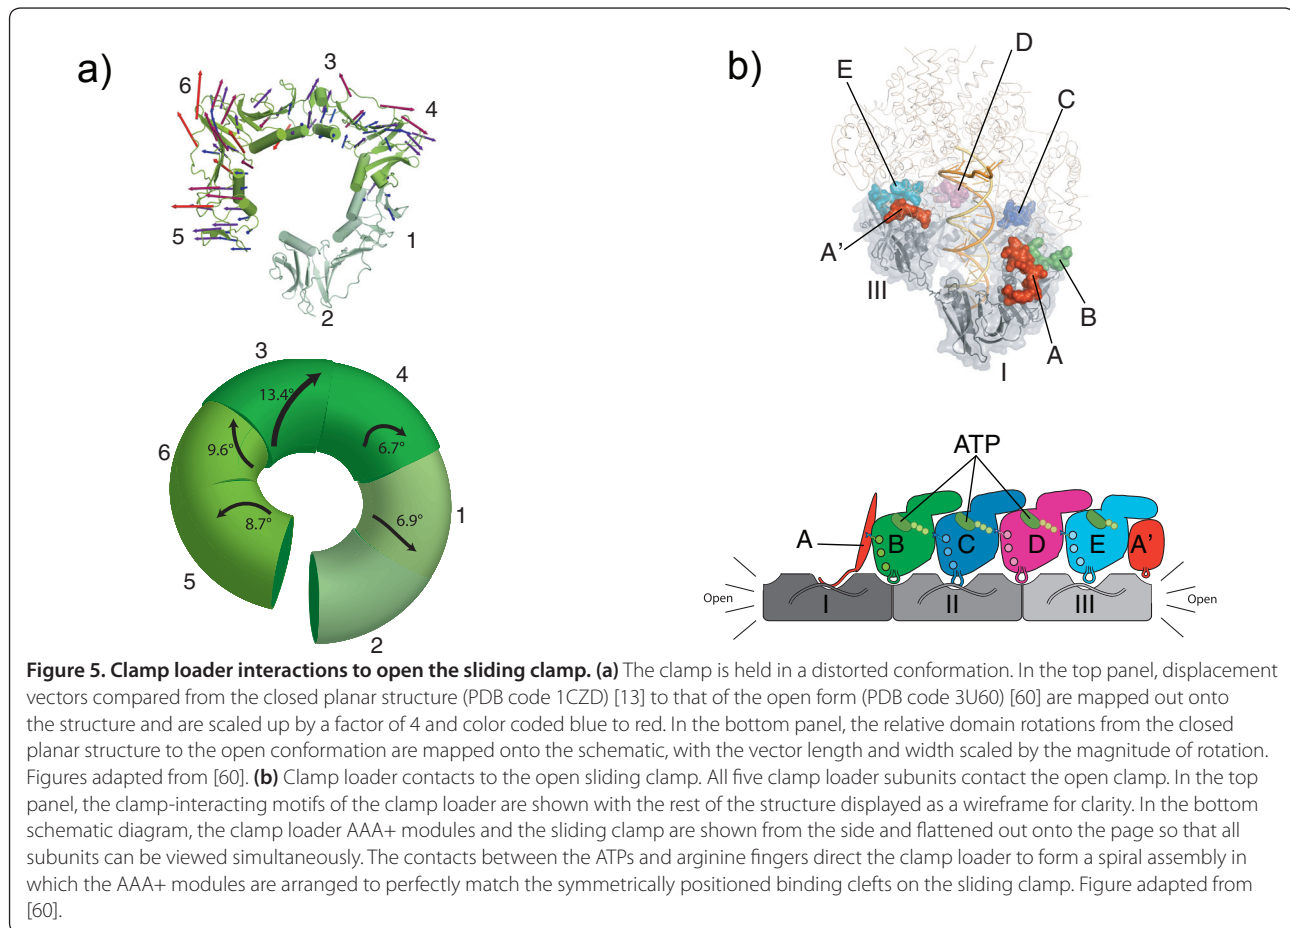 a)
3
6
4
5
1
2
3
4
13.4°
6
9.6°
6.7°
8.7°
6.9°
1
5
2
b)
D
E
C
A'
III
B
A
I
ATP
A
B
C
D
E
A'
Open
I
II
III
Open
Figure 5. Clamp loader interactions to open the sliding clamp. (a) The clamp is held in a distorted conformation. In the top panel, displacement
vectors compared from the closed planar structure (PDB code 1CZD) [13] to that of the open form (PDB code 3U60) [60] are mapped out onto
the structure and are scaled up by a factor of 4 and color coded blue to red. In the bottom panel, the relative domain rotations from the closed
planar structure to the open conformation are mapped onto the schematic, with the vector length and width scaled by the magnitude of rotation.
Figures adapted from [60]. (b) Clamp loader contacts to the open sliding clamp. All five clamp loader subunits contact the open clamp. In the top
panel, the clamp-interacting motifs of the clamp loader are shown with the rest of the structure displayed as a wireframe for clarity. In the bottom
schematic diagram, the clamp loader AAA+ modules and the sliding clamp are shown from the side and flattened out onto the page so that all
subunits can be viewed simultaneously. The contacts between the ATPs and arginine fingers direct the clamp loader to form a spiral assembly in
which the AAA+ modules are arranged to perfectly match the symmetrically positioned binding clefts on the sliding clamp. Figure adapted from
[60].